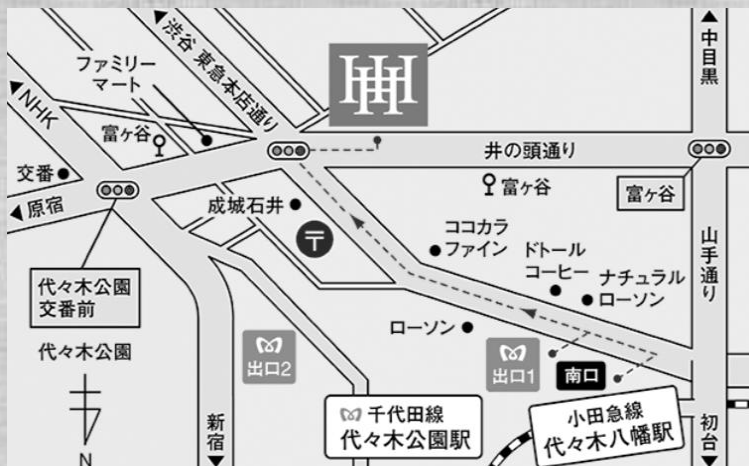 渋谷 東急本店通り
ファミリー
マート
NHK
富ヶ谷
交番
原宿
HH
中目黒
井の頭通り
富ヶ谷
富ヶ谷
成城石井
〒
ココカラ
ファイン
ドトール
コーヒー
ナチュラル
ローソン
山手通り
代々木公園
交番前
代々木公園
ローソン
出口2
出口1
南口
千代田線
代々木公園駅
小田急線
代々木八幡駅
新宿
初台
N